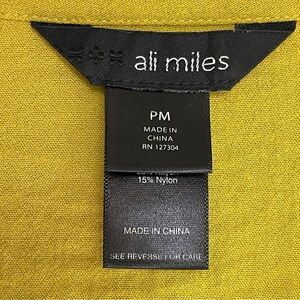 ali miles
PM
MADE IN
CHINA
RN 127304
15% Nylon
MADE IN CHINA
SEE REVERSE FOR CARE